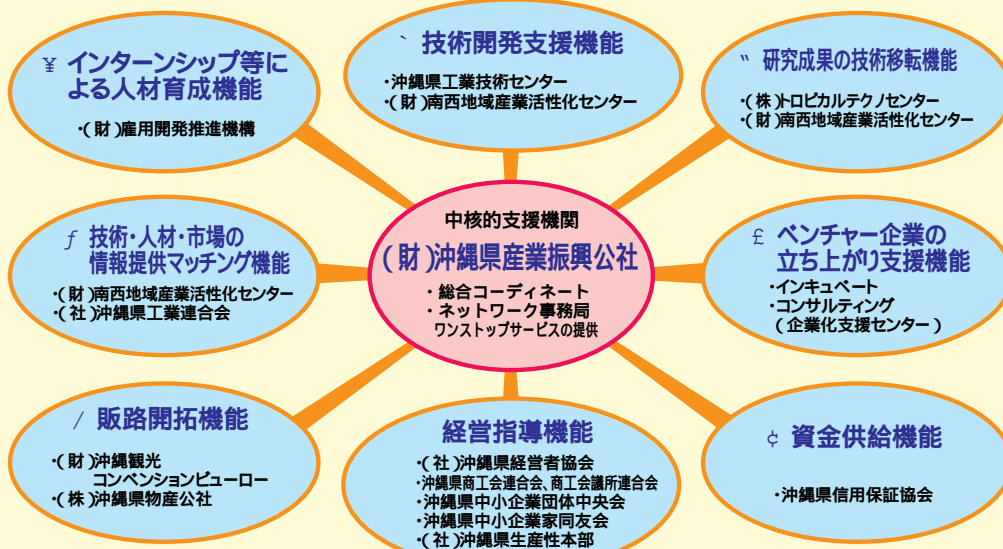 ¥ インターンシップ等に
よる人材育成機能
・(財)雇用開発推進機構
` 技術開発支援機能
・沖縄県工業技術センター
・(財)南西地域産業活性化センター
“ 研究成果の技術移転機能
・(株)トロピカルテクノセンター
・(財)南西地域産業活性化センター
ƒ 技術・人材・市場の
情報提供マッチング機能
・(財)南西地域産業活性化センター
・(社)沖縄県工業連合会
中核的支援機関
(財)沖縄県産業振興公社
・総合コーディネート
・ネットワーク事務局
ワンストップサービスの提供
£ ベンチャー企業の
立ち上がり支援機能
・インキュベート
・コンサルティング
(企業化支援センター)
/ 販路開拓機能
・(財)沖縄観光
コンベンションビューロー
・(株)沖縄県物産公社
経営指導機能
・(社)沖縄県経営者協会
・沖縄県商工会連合会、商工会議所連合会
・沖縄県中小企業団体中央会
・沖縄県中小企業家同友会
・(社)沖縄県生産性本部
¢ 資金供給機能
・沖縄県信用保証協会